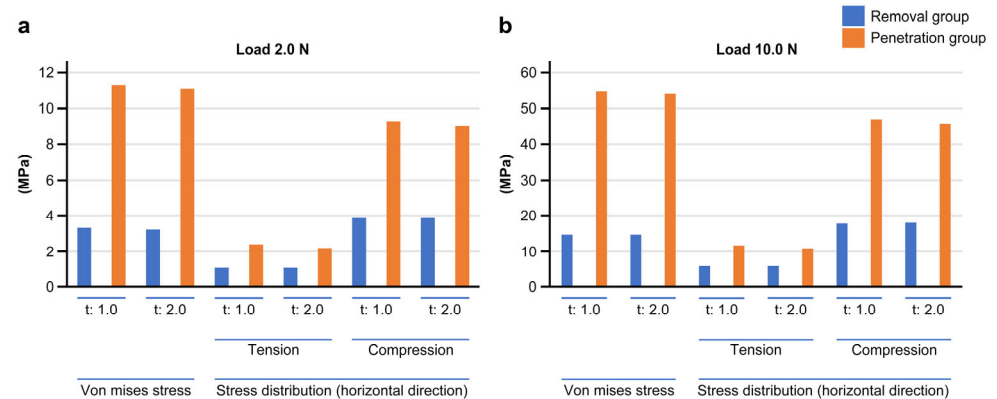 a
Load 2.0 N
(MPa)
12
10
8
6
4
2
0
t: 1.0 t: 2.0 t: 1.0 t: 2.0 t: 1.0 t: 2.0
Tension Compression
Von mises stress Stress distribution (horizontal direction)
b
Load 10.0 N
Removal group
Penetration group
(MPa)
60
50
40
30
20
10
0
t: 1.0 t: 2.0 t: 1.0 t: 2.0 t: 1.0 t: 2.0
Tension Compression
Von mises stress Stress distribution (horizontal direction)